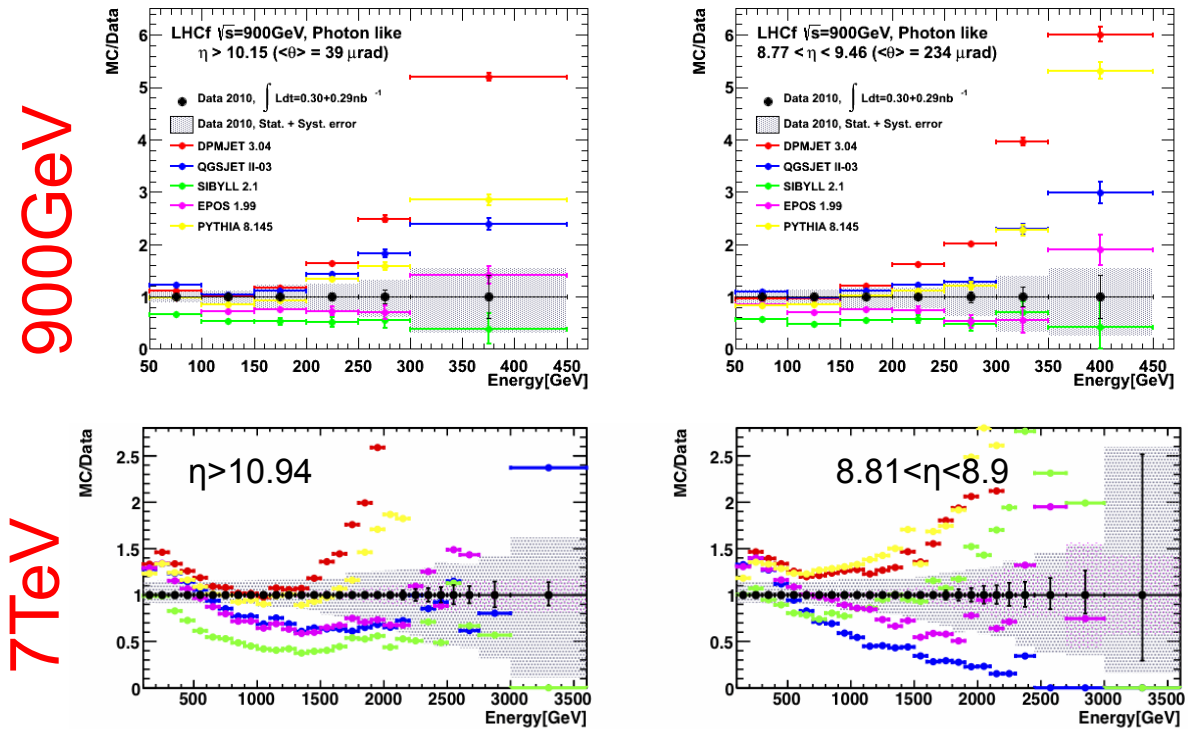 900GeV
MC/Data
LHCf √s=900GeV, Photon like
η > 10.15 (<θ> = 39 μrad)
Data 2010, ∫ Ldt=0.30+0.29nb⁻¹
Data 2010, Stat. + Syst. error
DPMJET 3.04
QGSJET II-03
SIBYLL 2.1
EPOS 1.99
PYTHIA 8.145
6
5
4
3
2
1
0
50 100 150 200 250 300 350 400 450
Energy[GeV]
MC/Data
LHCf √s=900GeV, Photon like
8.77 < η < 9.46 (<θ> = 234 μrad)
Data 2010, ∫ Ldt=0.30+0.29nb⁻¹
Data 2010, Stat. + Syst. error
DPMJET 3.04
QGSJET II-03
SIBYLL 2.1
EPOS 1.99
PYTHIA 8.145
6
5
4
3
2
1
0
50 100 150 200 250 300 350 400 450
Energy[GeV]
7TeV
MC/Data
η>10.94
2.5
2
1.5
1
0.5
0
500 1000 1500 2000 2500 3000 3500
Energy[GeV]
MC/Data
8.81<η<8.9
2.5
2
1.5
1
0.5
0
500 1000 1500 2000 2500 3000 3500
Energy[GeV]